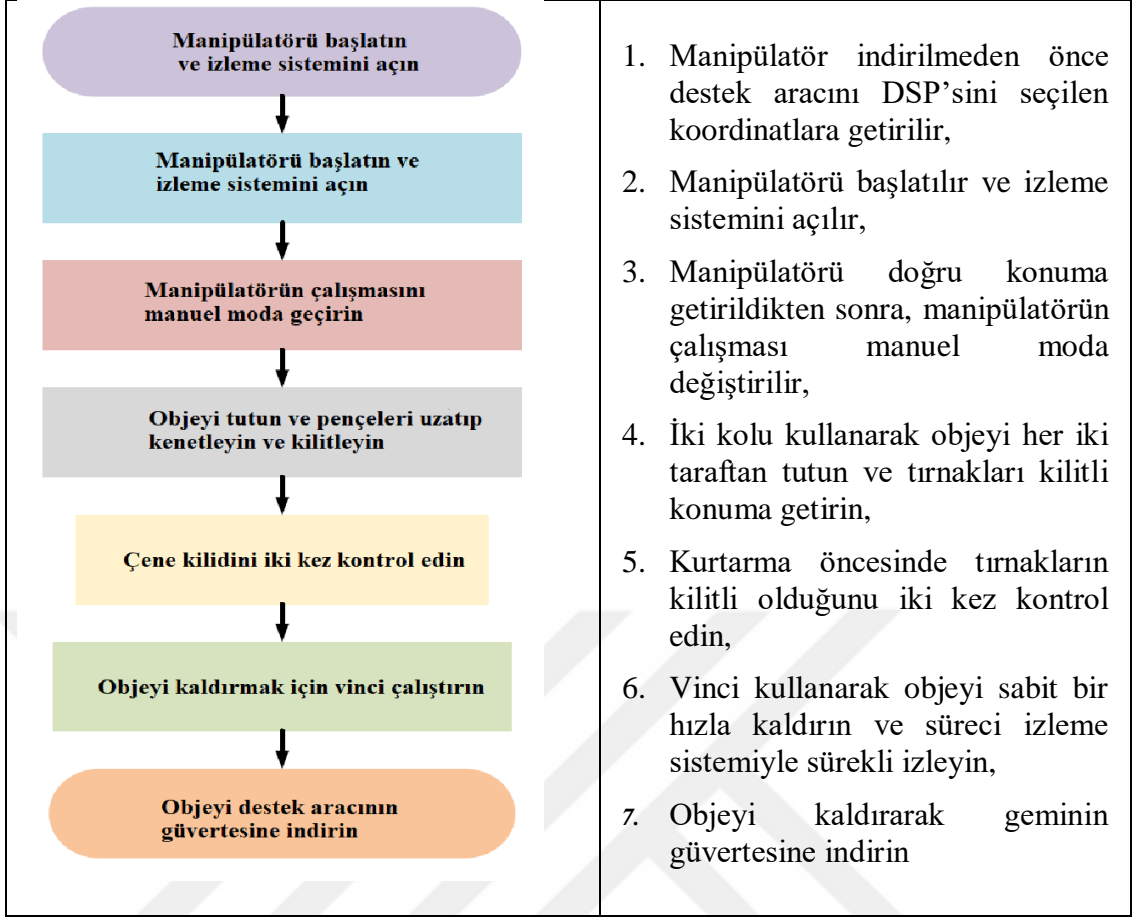 Manipülatörü başlatın
ve izleme sistemini açın
Manipülatörü başlatın ve
izleme sistemini açın
Manipülatörün çalışmasını
manuel moda geçirin
Objeyi tutun ve pençeleri uzatıp
kenetleyin ve kilitleyin
Çene kilidini iki kez kontrol edin
Objeyi kaldırmak için vinci çalıştırın
Objeyi destek aracının
güvertesine indirin
1. Manipülatör indirilmeden önce
destek aracını DSP’sini seçilen
koordinatlara getirilir,
2. Manipülatörü başlatılır ve izleme
sistemini açılır,
3. Manipülatörü doğru konuma
getirildikten sonra, manipülatörün
çalışması manuel moda
değiştirilir,
4. İki kolu kullanarak objeyi her iki
taraftan tutun ve tırnakları kilitli
konuma getirin,
5. Kurtarma öncesinde tırnakların
kilitli olduğunu iki kez kontrol
edin,
6. Vinci kullanarak objeyi sabit bir
hızla kaldırın ve süreci izleme
sistemiyle sürekli izleyin,
7. Objeyi kaldırarak geminin
güvertesine indirin